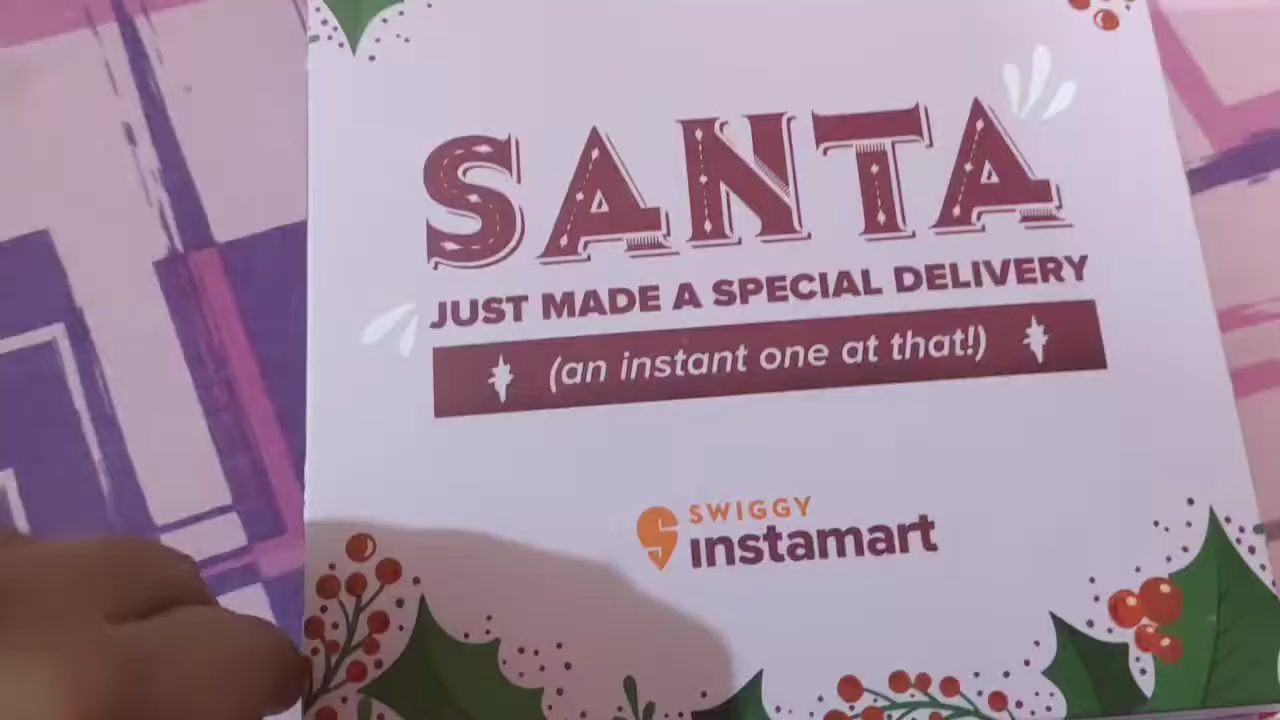 SANTA
JUST MADE A SPECIAL DELIVERY
(an instant one at that!)
SWIGGY
instamart